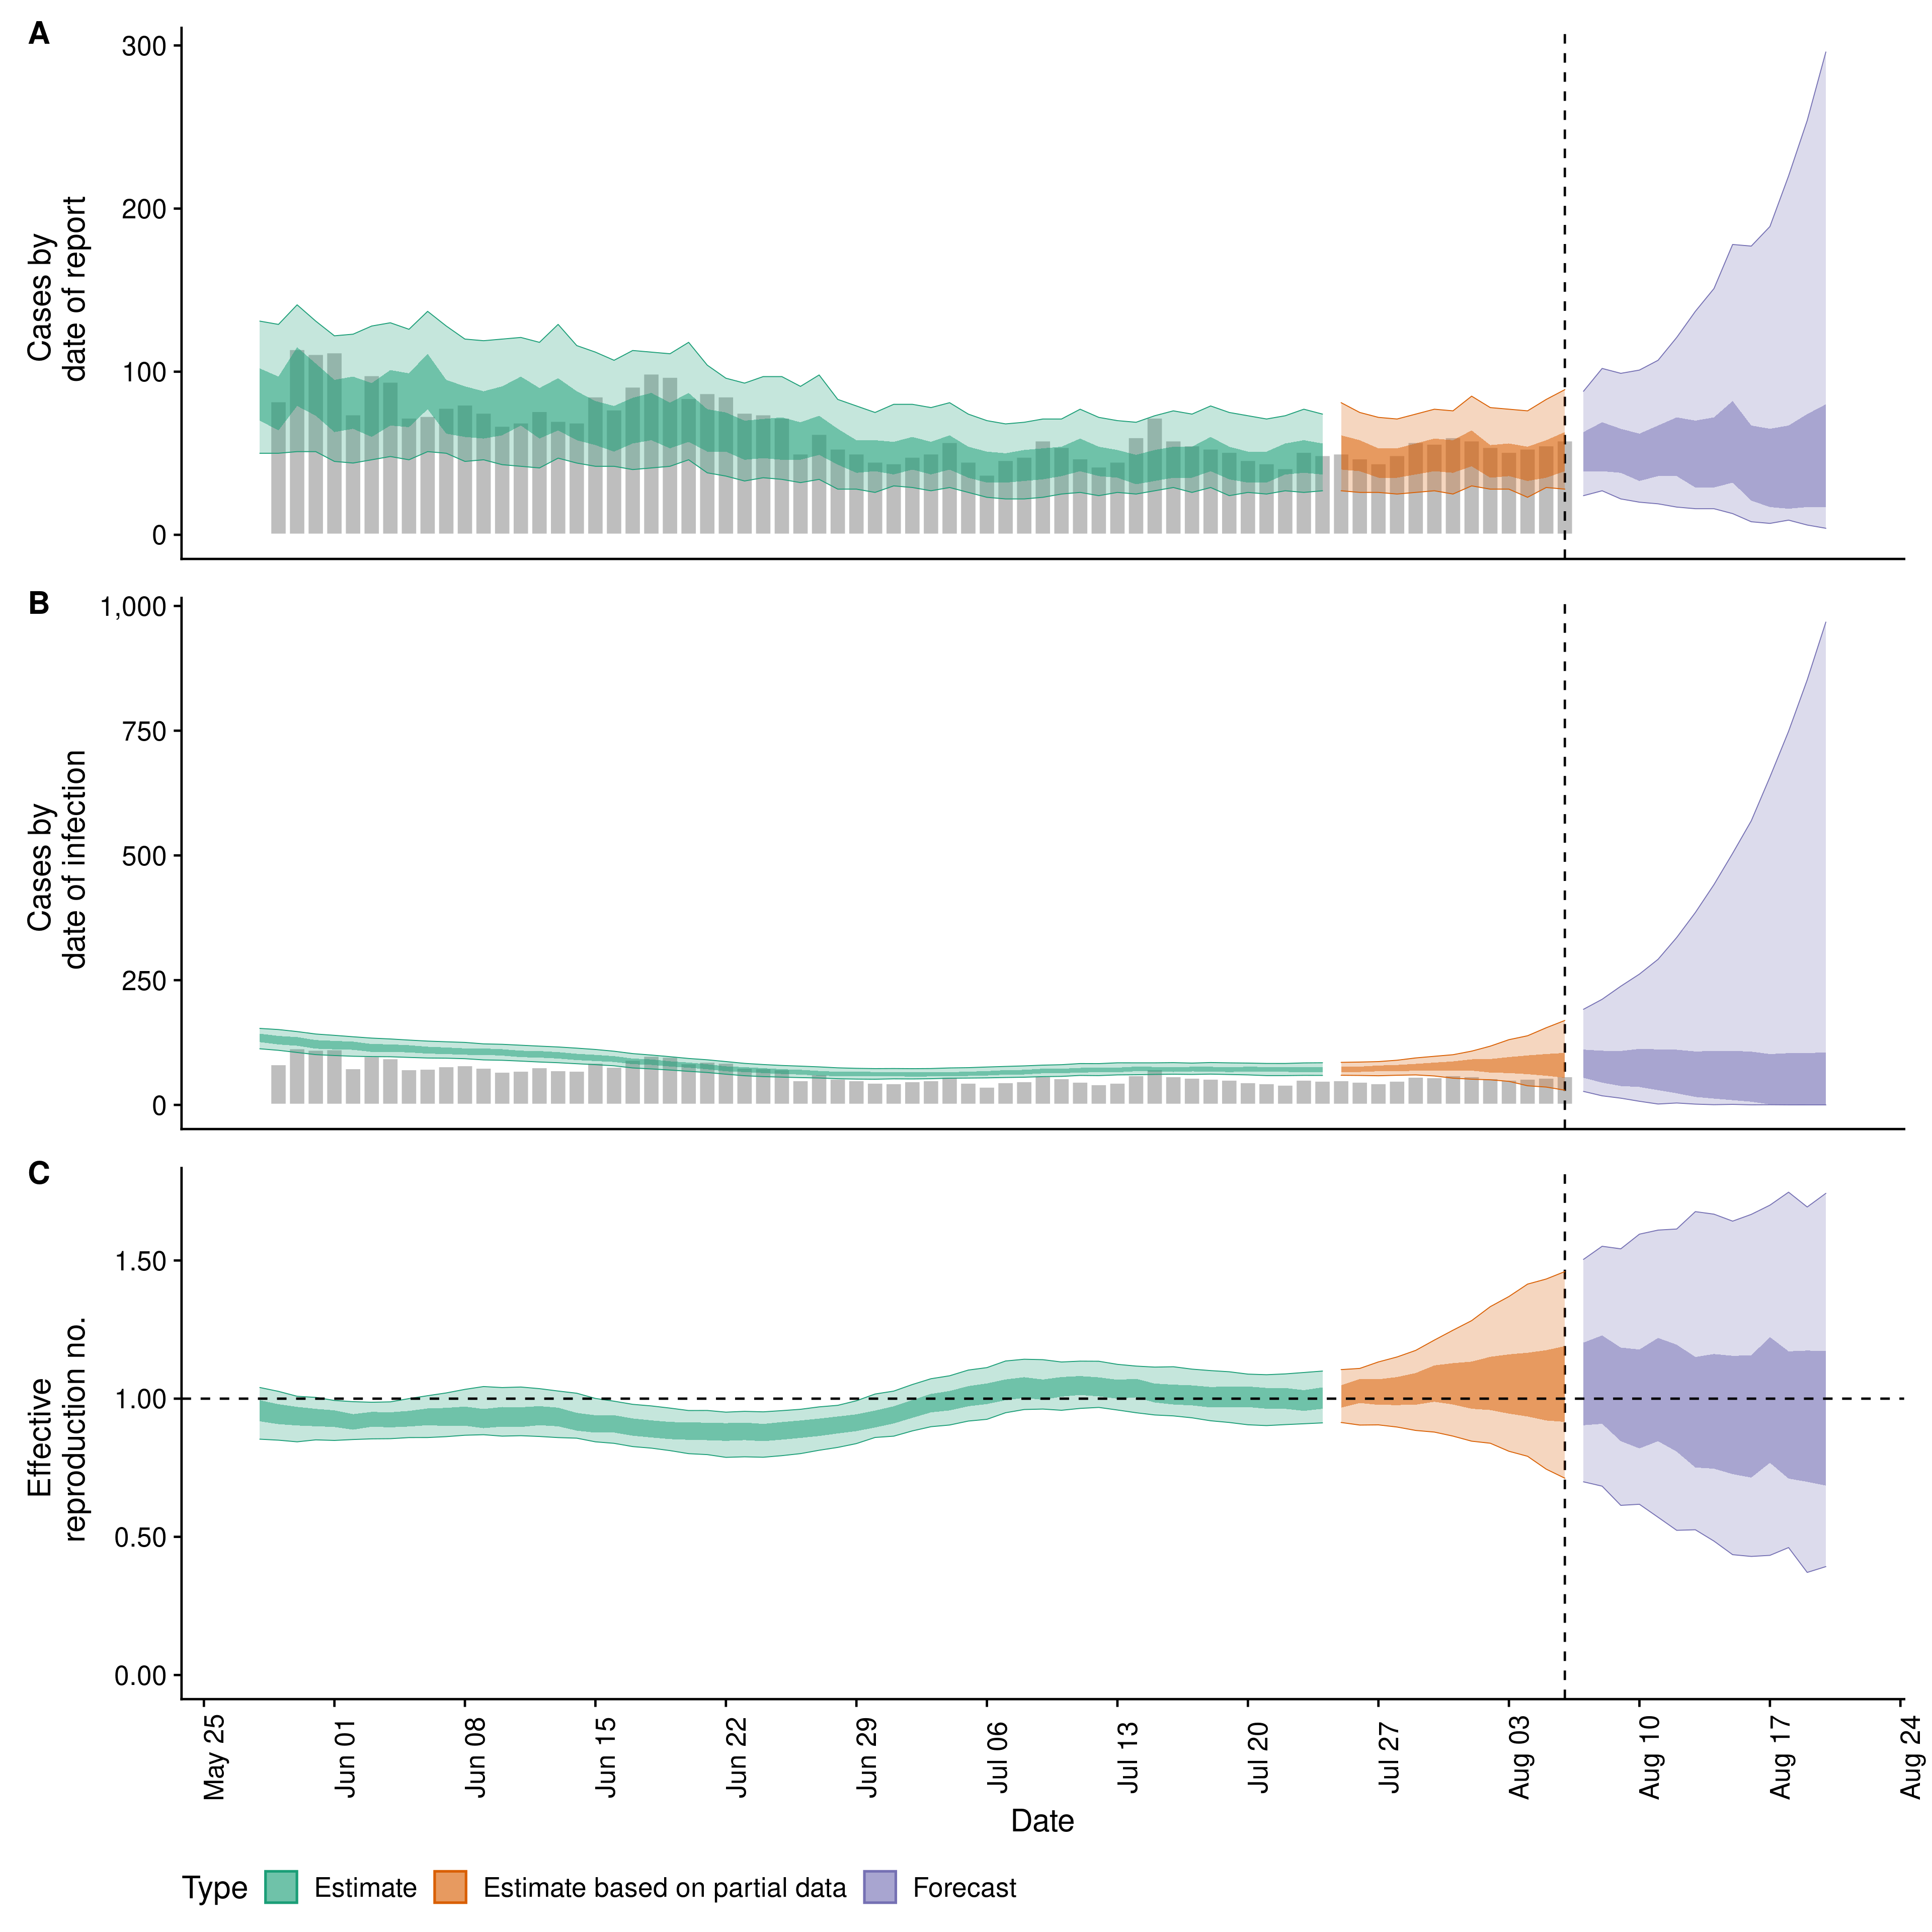 A
300
200
100
0
Cases by
date of report
B
1,000
750
500
250
0
Cases by
date of infection
C
1.50
1.00
0.50
0.00
Effective
reproduction no.
May 25
Jun 01
Jun 08
Jun 15
Jun 22
Jun 29
Jul 06
Jul 13
Jul 20
Jul 27
Aug 03
Aug 10
Aug 17
Aug 24
Date
Type Estimate Estimate based on partial data Forecast